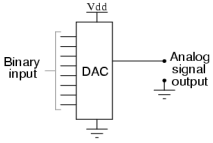 Vdd
Binary
input
DAC
Analog
signal
output